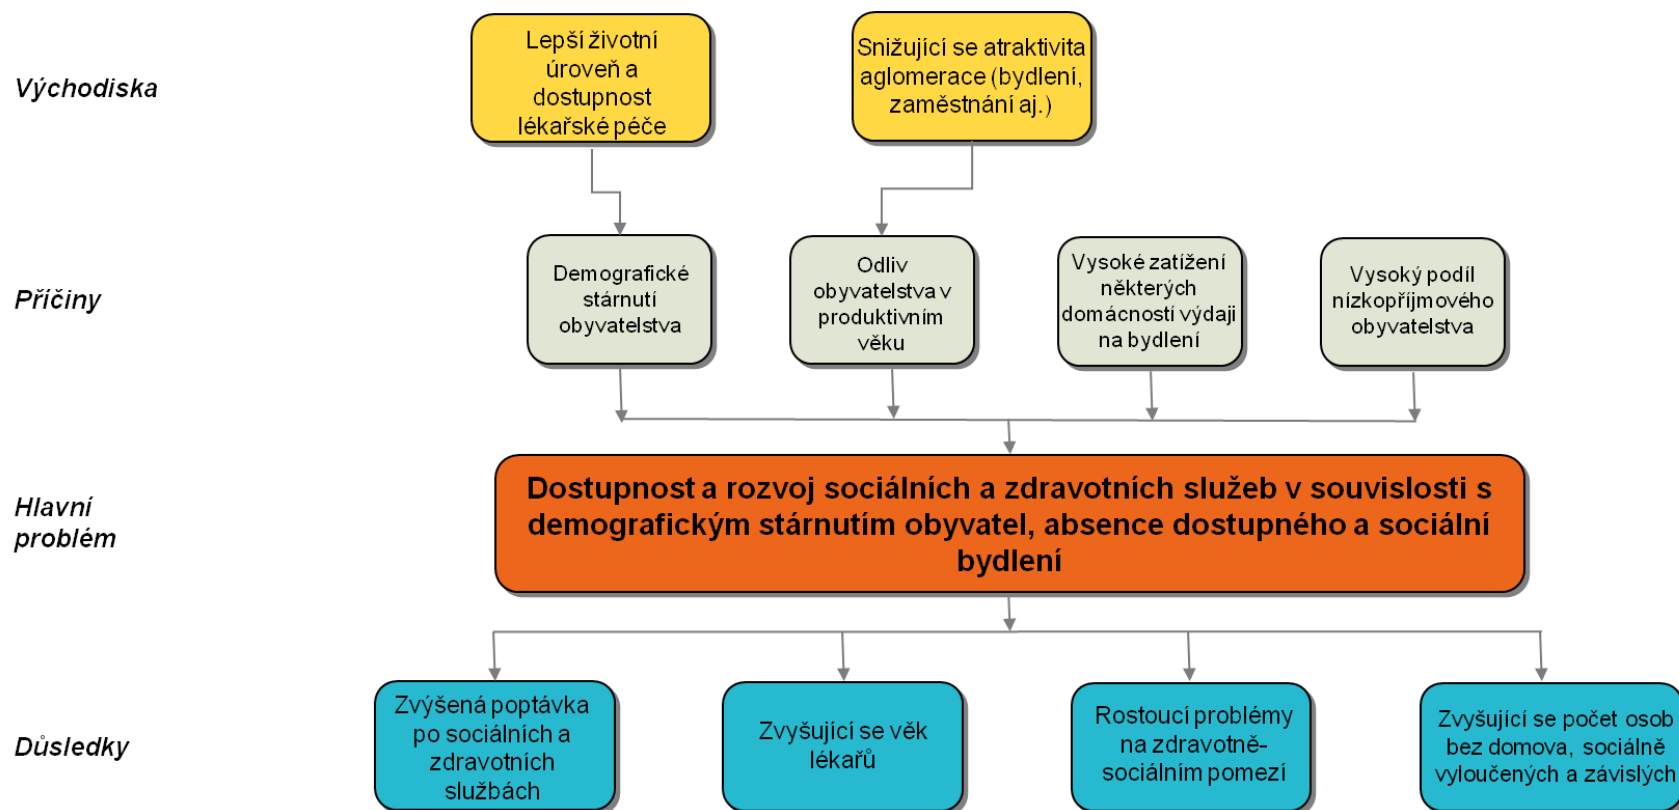 Východiska
Lepší životní
úroveň a
dostupnost
lékařské péče
Snižující se atraktivita
aglomerace (bydlení,
zaměstnání aj.)
Příčiny
Demografické
stárnutí
obyvatelstva
Odliv
obyvatelstva v
produktivním
věku
Vysoké zatížení
některých
domácností výdaji
na bydlení
Vysoký podíl
nízkopříjmového
obyvatelstva
Hlavní
problém
Dostupnost a rozvoj sociálních a zdravotních služeb v souvislosti s
demografickým stárnutím obyvatel, absence dostupného a sociální
bydlení
Důsledky
Zvýšená poptávka
po sociálních a
zdravotních
službách
Zvyšující se věk
lékařů
Rostoucí problémy
na zdravotně-
sociálním pomezí
Zvyšující se počet osob
bez domova, sociálně
vyloučených a závislých